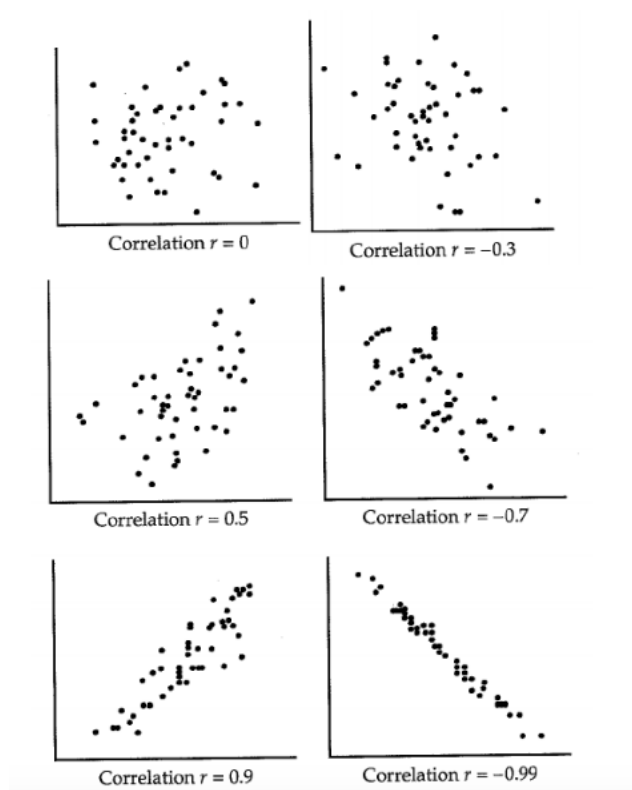 Correlation r = 0
Correlation r = −0.3
Correlation r = 0.5
Correlation r = −0.7
Correlation r = 0.9
Correlation r = −0.99